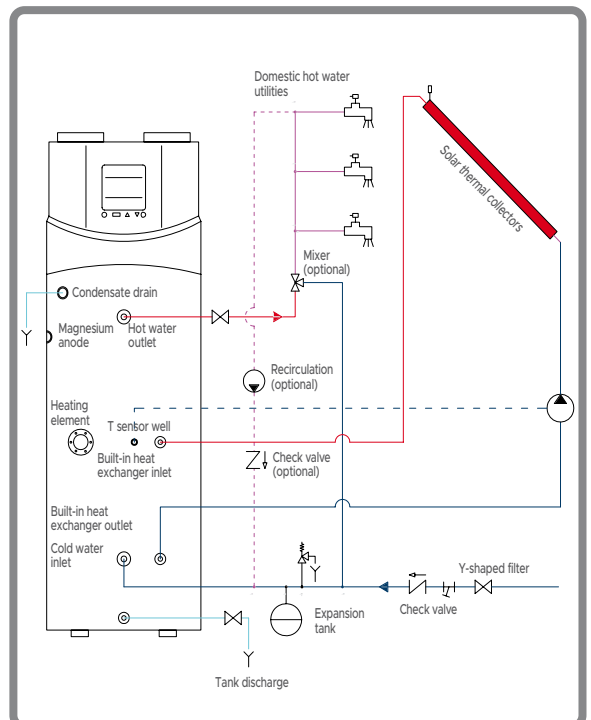 Domestic hot water
utilities
Solar thermal collectors
Mixer
(optional)
Condensate drain
Magnesium
anode
Hot water
outlet
Recirculation
(optional)
Heating
element
T sensor well
Built-in heat
exchanger inlet
Check valve
(optional)
Built-in heat
exchanger outlet
Cold water
inlet
Y-shaped filter
Expansion
tank
Check valve
Tank discharge